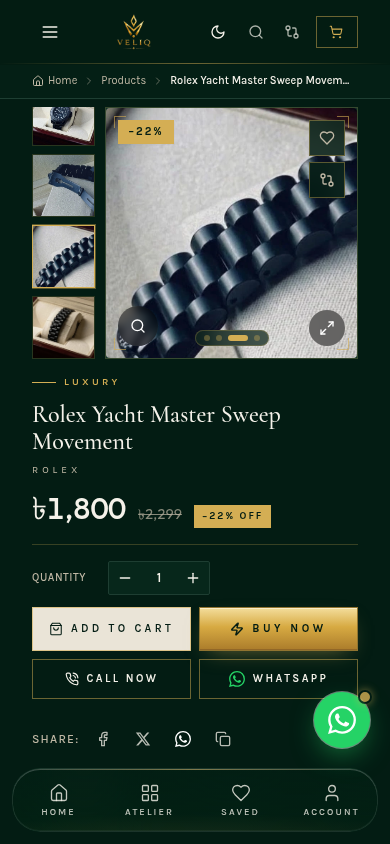 VELIQ
Home > Products > Rolex Yacht Master Sweep Movem...
-22%
LUXURY
Rolex Yacht Master Sweep
Movement
ROLEX
৳1,800 ৳2,299 -22% OFF
QUANTITY 1
ADD TO CART BUY NOW
CALL NOW WHATSAPP
SHARE:
HOME ATELIER SAVED ACCOUNT